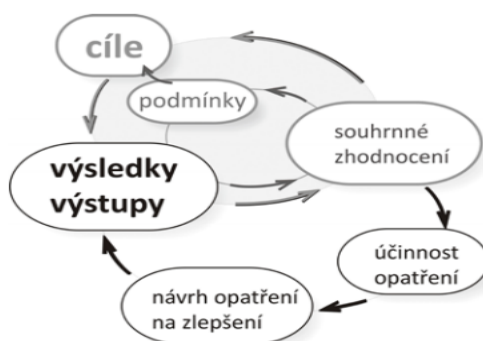 cíle
podmínky
souhrnné
zhodnocení
výsledky
výstupy
účinnost
opatření
návrh opatření
na zlepšení